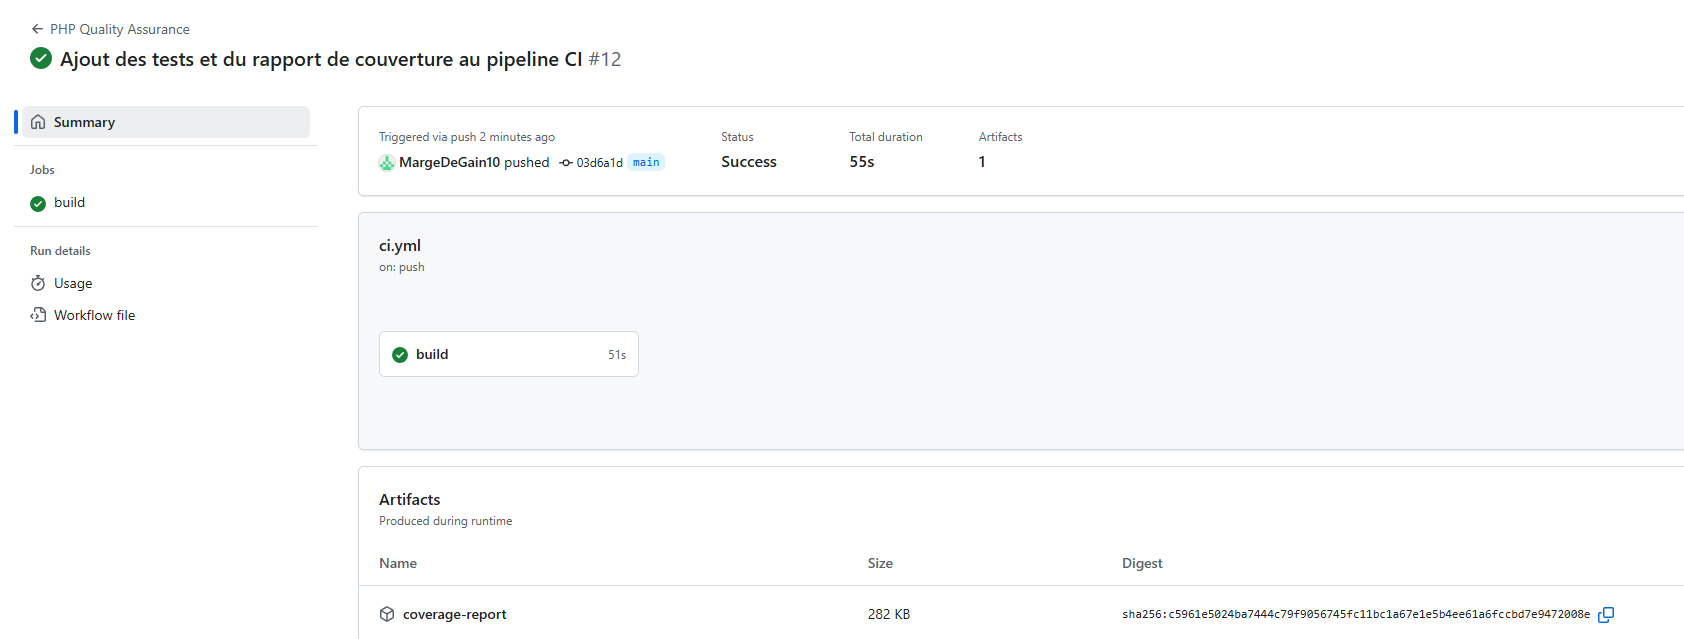 PHP Quality Assurance
Ajout des tests et du rapport de couverture au pipeline CI #12
Summary
Jobs
build
Run details
Usage
Workflow file
Triggered via push 2 minutes ago
MargeDeGain10 pushed 03d6a1d main
Status
Success
Total duration
55s
Artifacts
1
ci.yml
on: push
build 51s
Artifacts
Produced during runtime
Name Size Digest
coverage-report 282 KB sha256:c5961e5024ba7444c79f9056745fc11bc1a67e1e5b4ee61a6fccbd7e9472008e